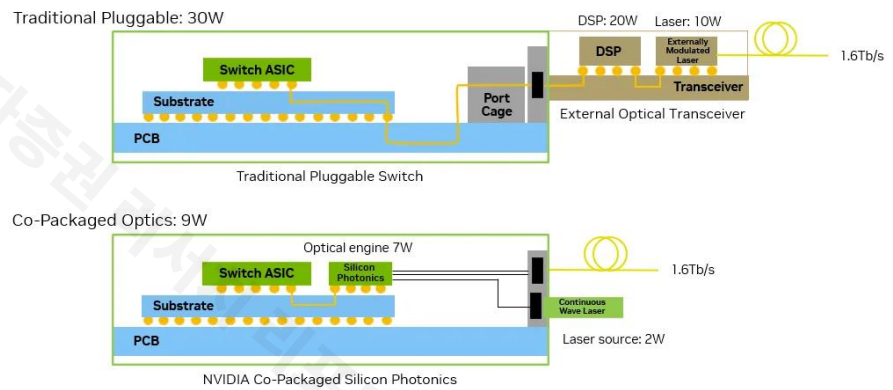 Traditional Pluggable: 30W
DSP: 20W
Laser: 10W
Switch ASIC
Substrate
PCB
Port
Cage
DSP
Externally
Modulated
Laser
Transceiver
1.6Tb/s
External Optical Transceiver
Traditional Pluggable Switch
Co-Packaged Optics: 9W
Optical engine 7W
Switch ASIC
Silicon
Photonics
Substrate
PCB
1.6Tb/s
Continuous
Wave Laser
Laser source: 2W
NVIDIA Co-Packaged Silicon Photonics